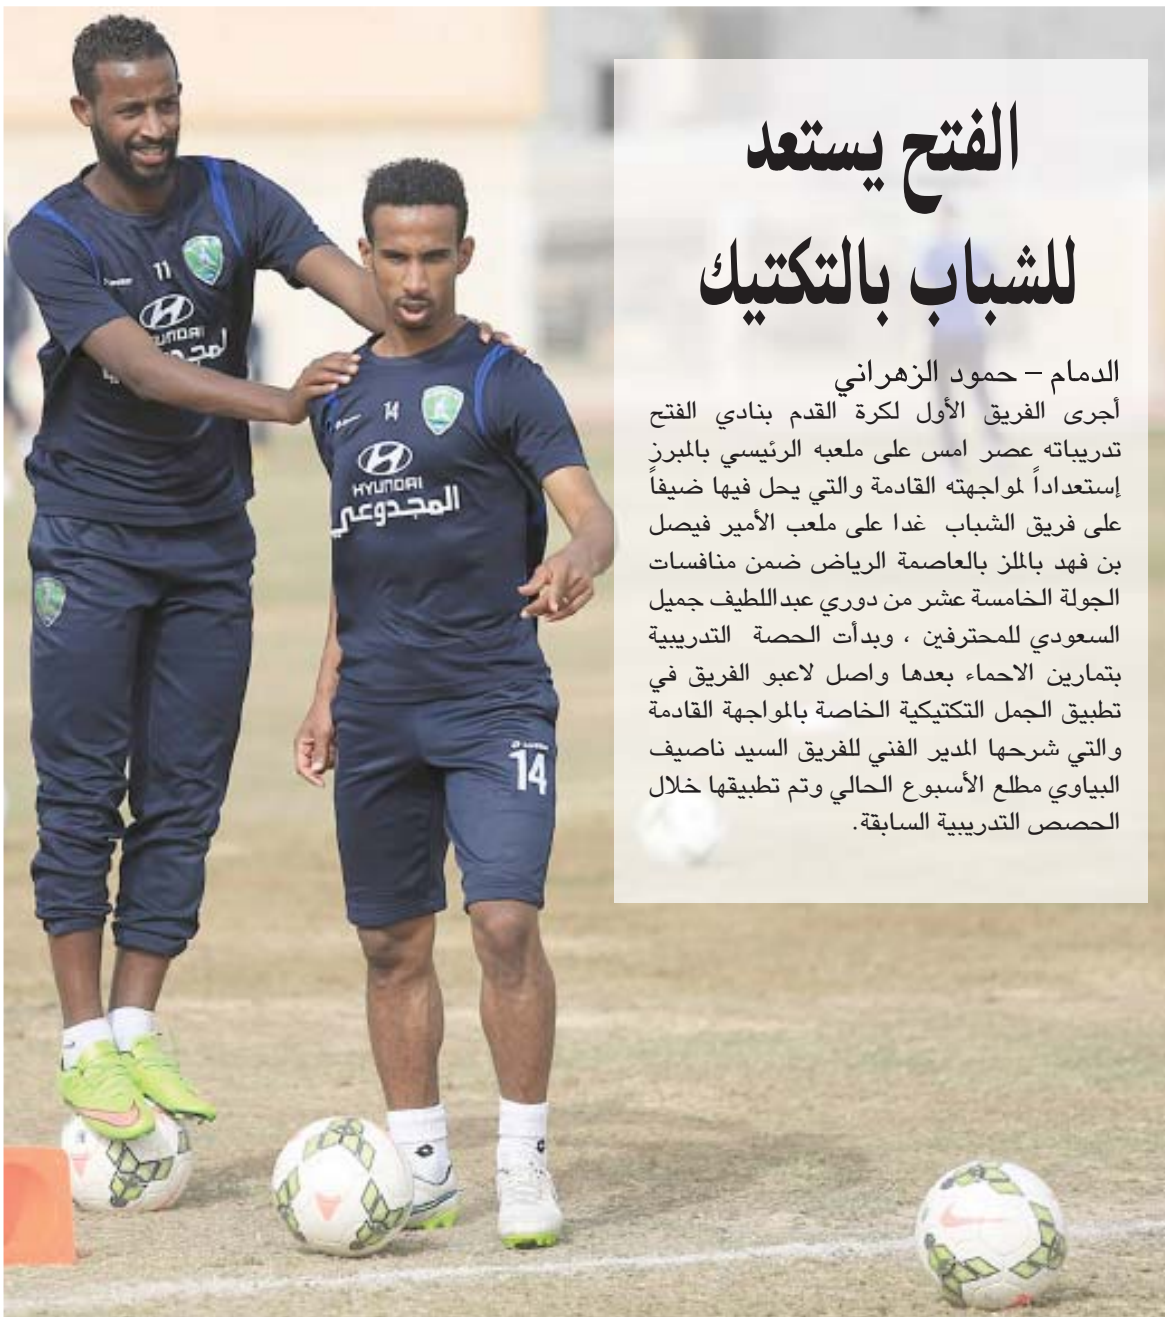 الفتح يستعد
للشباب بالتكتيك
الدمام – حمود الزهراني
أجرى الفريق الأول لكرة القدم بنادي الفتح
تدريباته عصر امس على ملعبه الرئيسي بالمبرز
إستعداداً لمواجهته القادمة والتي يحل فيها ضيفاً
على فريق الشباب غدا على ملعب الأمير فيصل
بن فهد بالملز بالعاصمة الرياض ضمن منافسات
الجولة الخامسة عشر من دوري عبداللطيف جميل
السعودي للمحترفين ، وبدأت الحصة التدريبية
بتمارين الاحماء بعدها واصل لاعبو الفريق في
تطبيق الجمل التكتيكية الخاصة بالمواجهة القادمة
والتي شرحها المدير الفني للفريق السيد ناصيف
البياوي مطلع الأسبوع الحالي وتم تطبيقها خلال
الحصص التدريبية السابقة.
11
14
HYUNDAI
المجدوعي
14